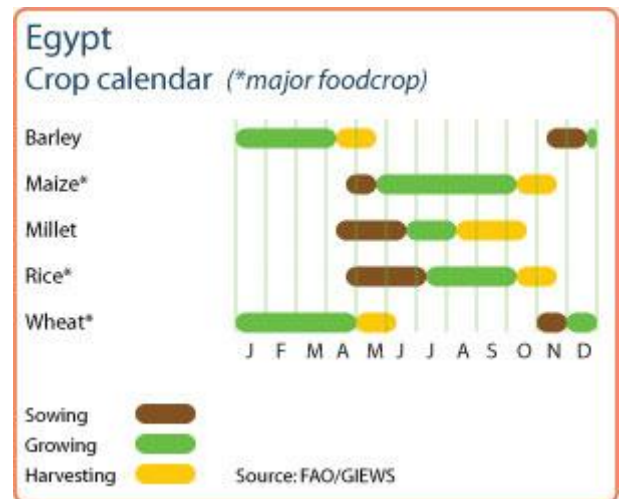 Egypt
Crop calendar (*major foodcrop)
Barley
Maize*
Millet
Rice*
Wheat*
J F M A M J J A S O N D
Sowing
Growing
Harvesting
Source: FAO/GIEWS